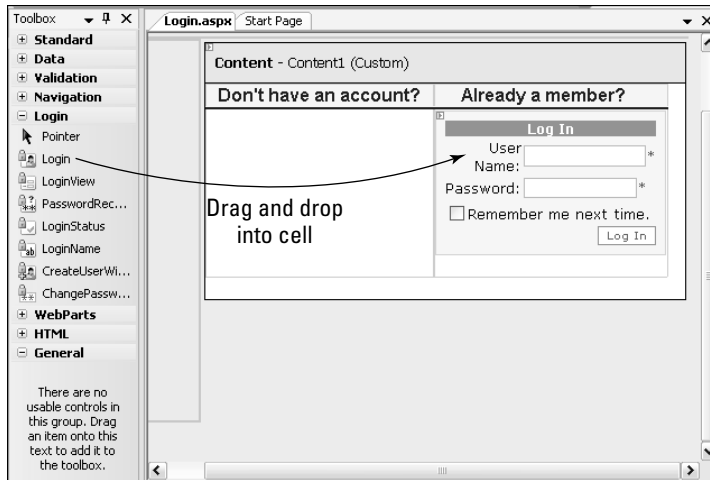 Toolbox
Standard
Data
Validation
Navigation
Login
Pointer
Login
LoginView
PasswordRec...
LoginStatus
LoginName
CreateUserWi...
ChangePassw...
WebParts
HTML
General
There are no
usable controls in
this group. Drag
an item onto this
text to add it to
the toolbox.
Login.aspx Start Page
Content - Content1 (Custom)
Don't have an account? Already a member?
Log In
User
Name: *
Password: *
Remember me next time.
Log In
Drag and drop
into cell